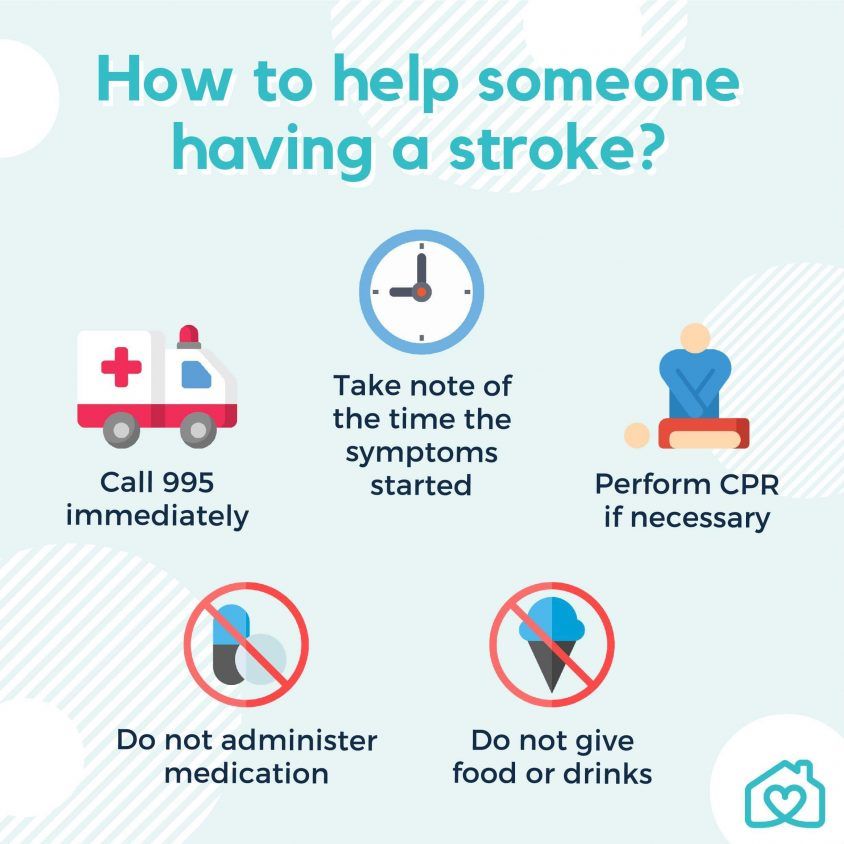 How to help someone
having a stroke?
Take note of
the time the
symptoms
started
Call 995
immediately
Perform CPR
if necessary
Do not administer
medication
Do not give
food or drinks